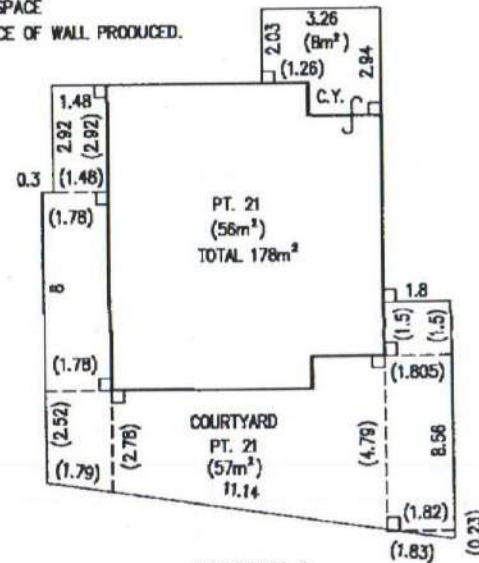 SPACE
CE OF WALL PRODUCED.
3.26
(8m²)
2.03
(1.26)
2.94
C.Y.
1.48
2.92
(2.92)
0.3
(1.48)
(1.78)
PT. 21
(56m²)
TOTAL 178m²
8
1.8
(1.5)
(1.5)
(1.78)
(1.805)
(2.52)
(2.78)
COURTYARD
PT. 21
(57m²)
11.14
(4.79)
8.56
(1.79)
(1.82)
(1.83)
(0.23)